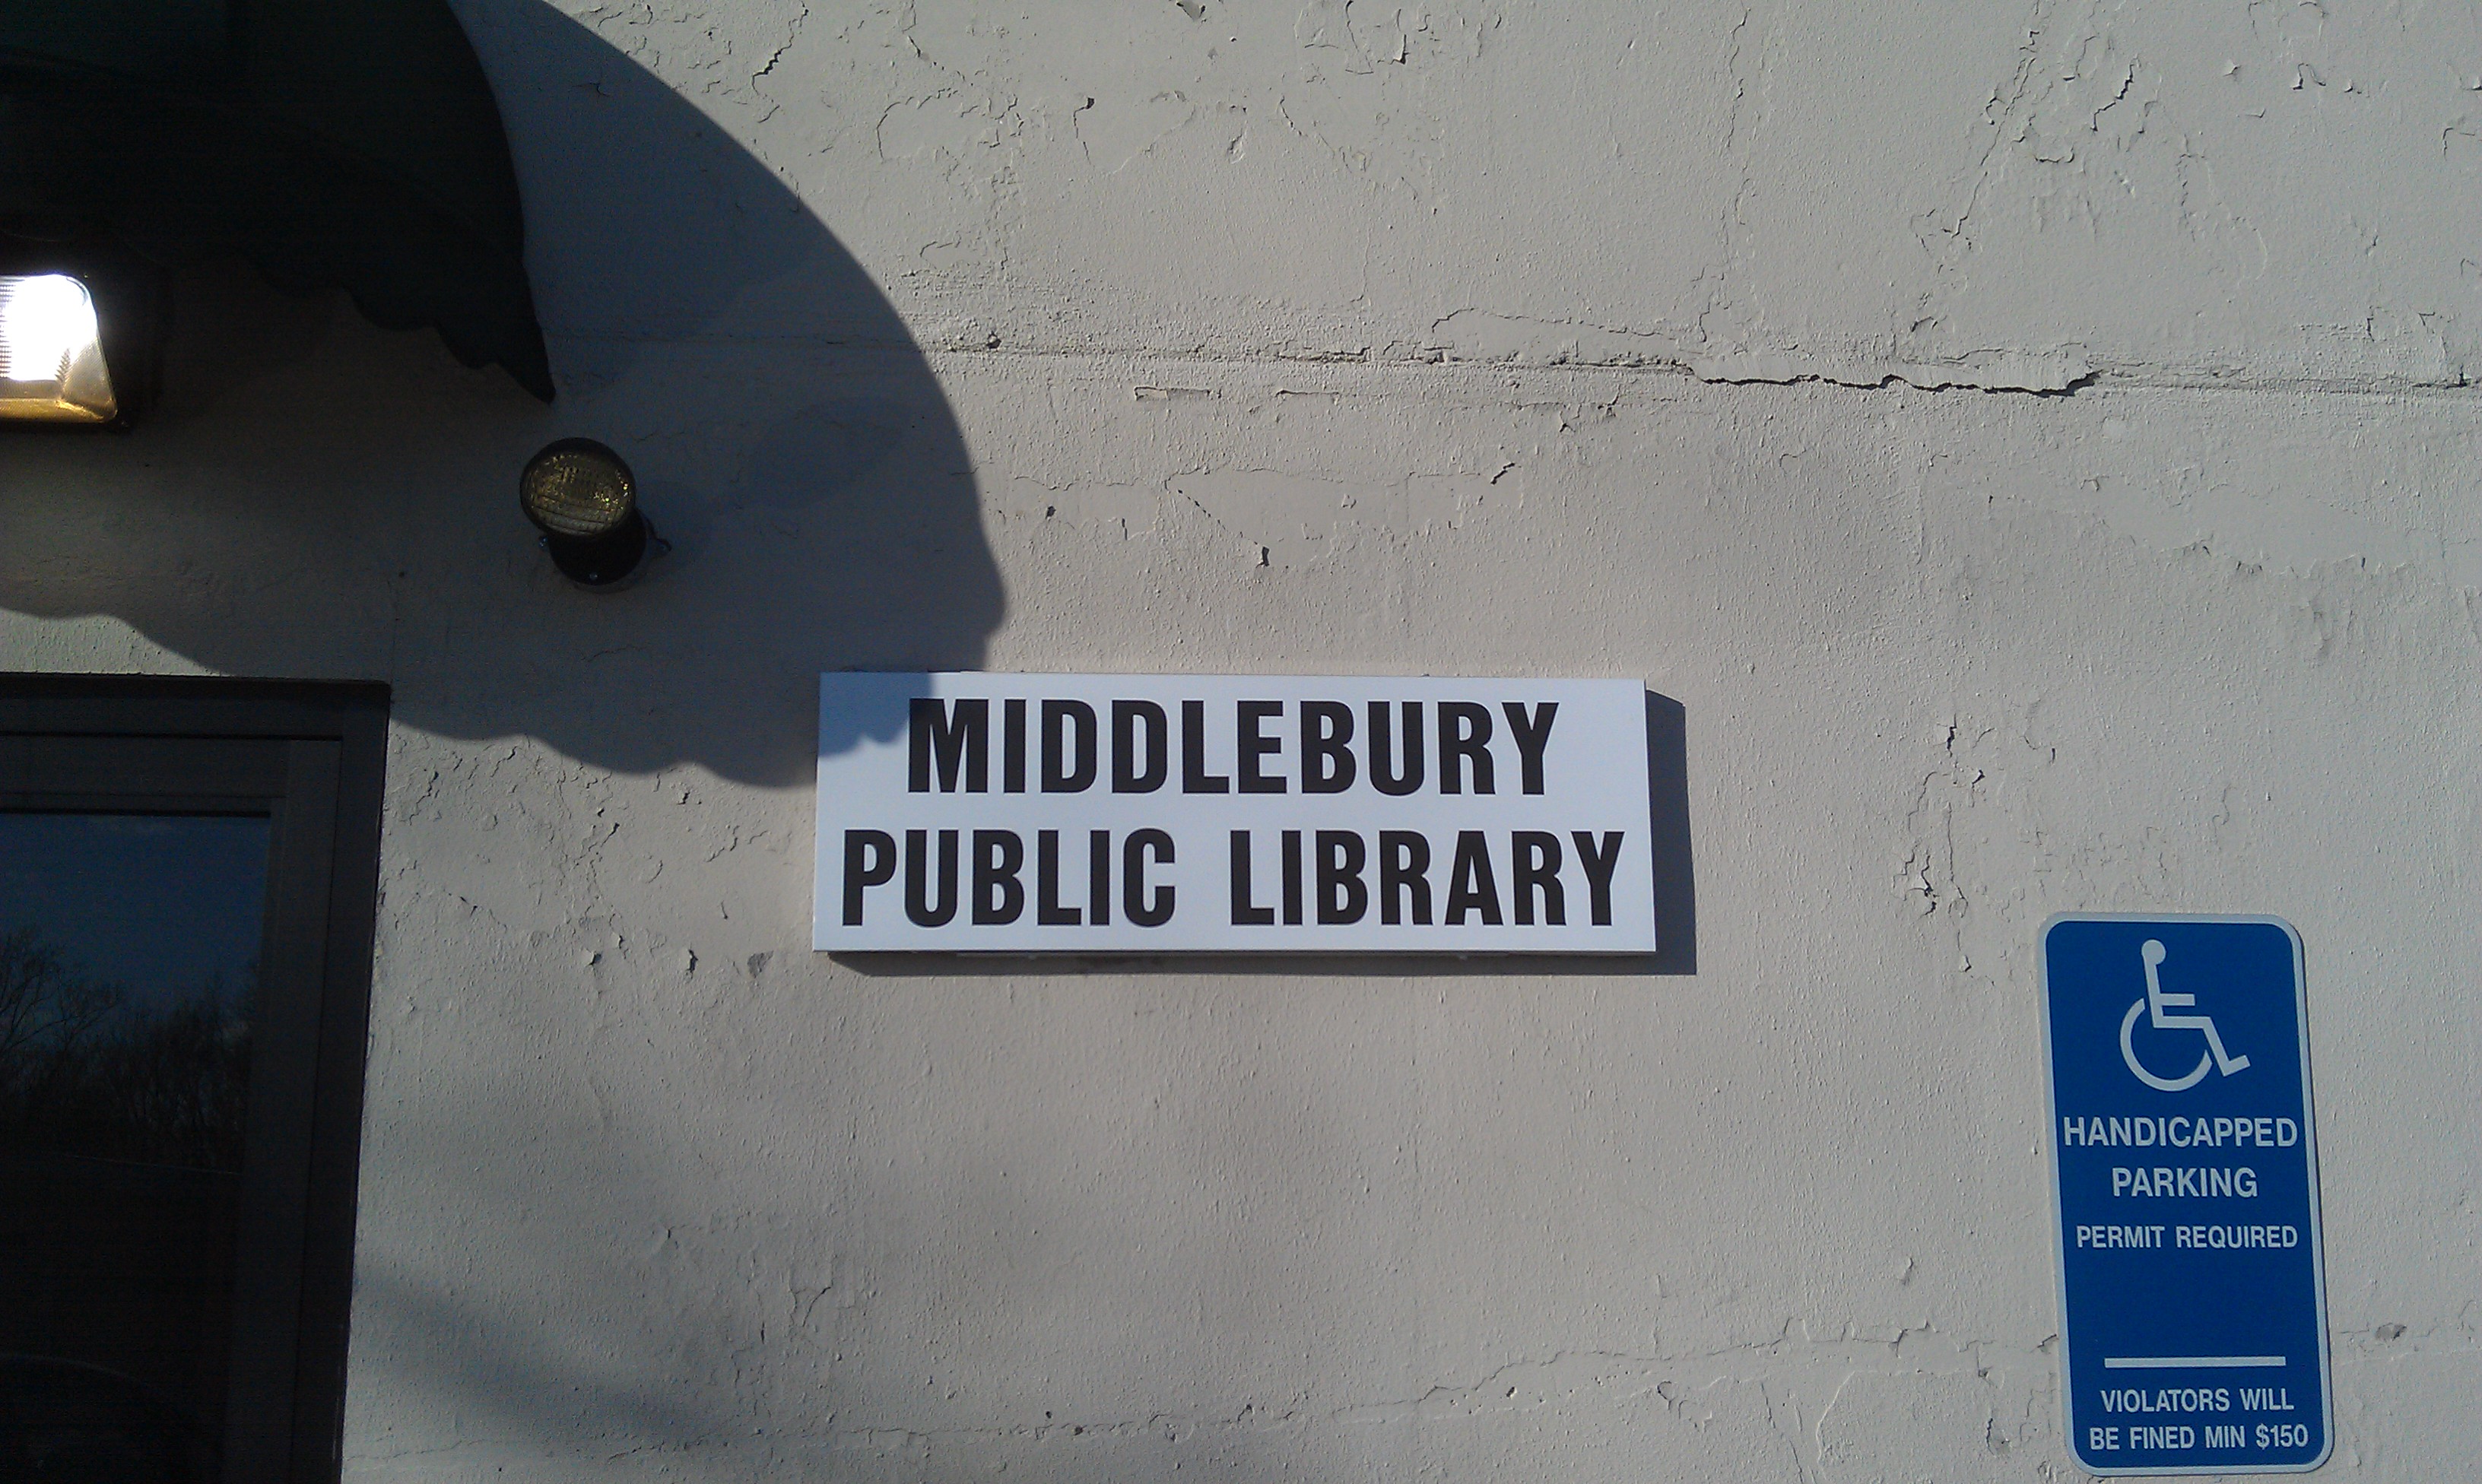 MIDDLEBURY
PUBLIC LIBRARY
HANDICAPPED
PARKING
PERMIT REQUIRED
VIOLATORS WILL
BE FINED MIN $150